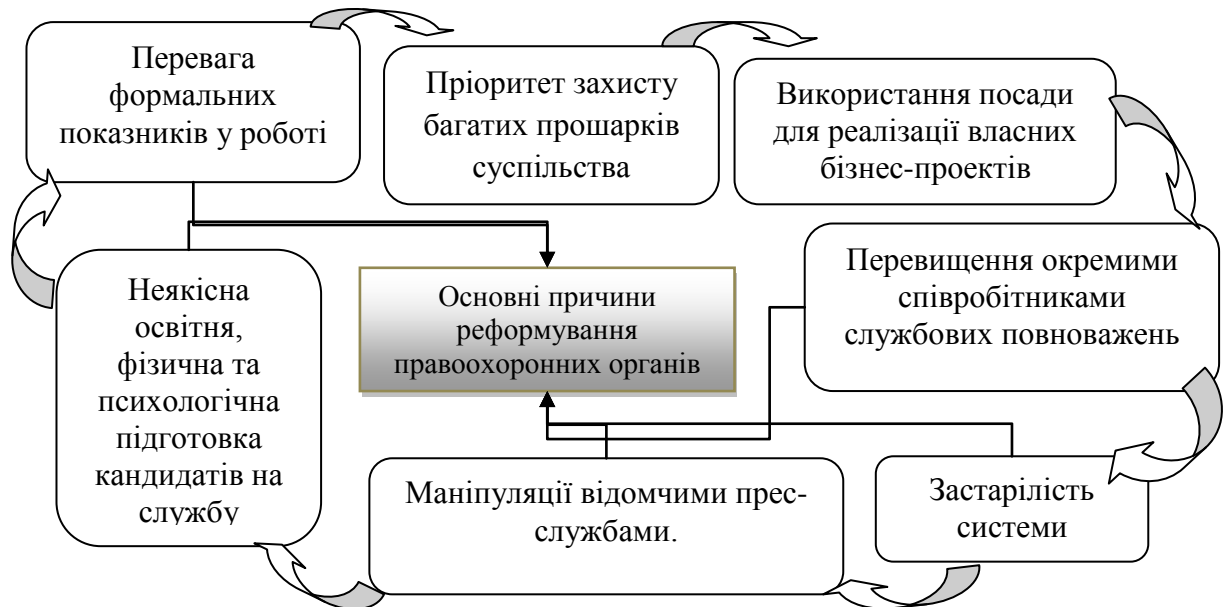 Перевага
формальних
показників у роботі
Пріоритет захисту
багатих прошарків
суспільства
Використання посади
для реалізації власних
бізнес-проектів
Неякісна
освітня,
фізична та
психологічна
підготовка
кандидатів на
службу
Основні причини
реформування
правоохоронних органів
Перевищення окремими
співробітниками
службових повноважень
Маніпуляції відомчими прес-
службами.
Застарілість
системи